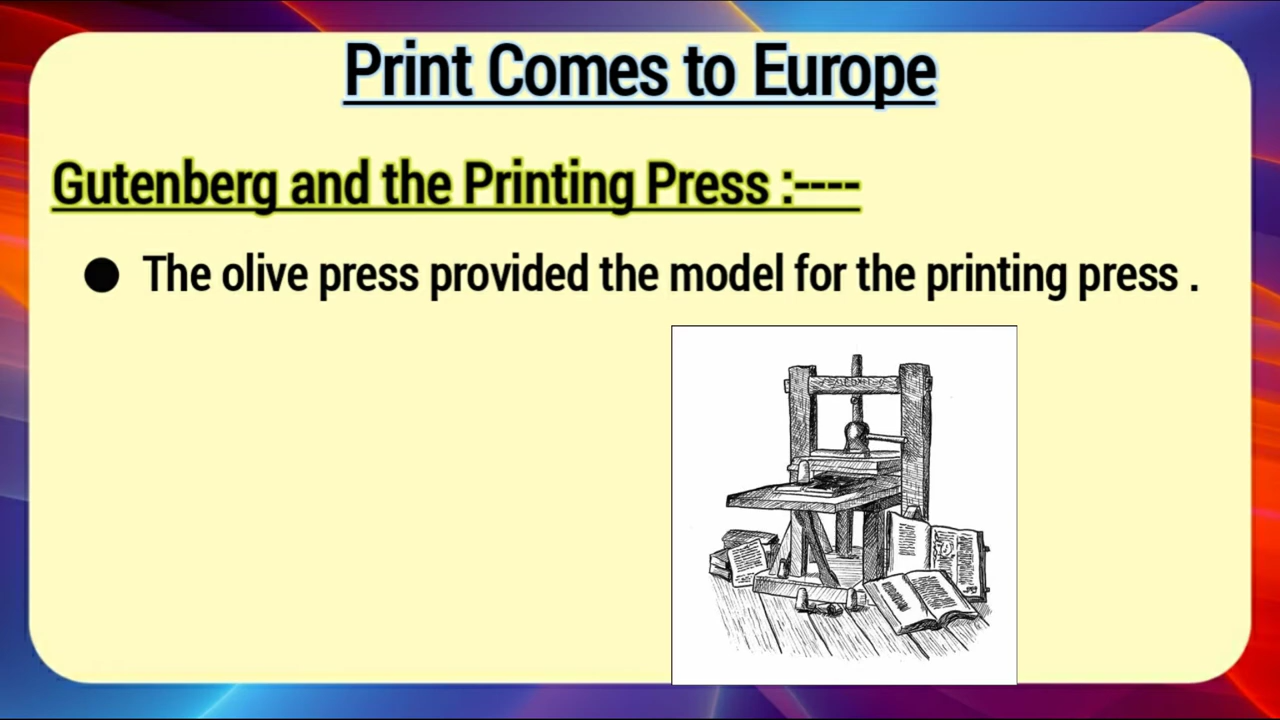 Print Comes to Europe
Gutenberg and the Printing Press :----
● The olive press provided the model for the printing press .